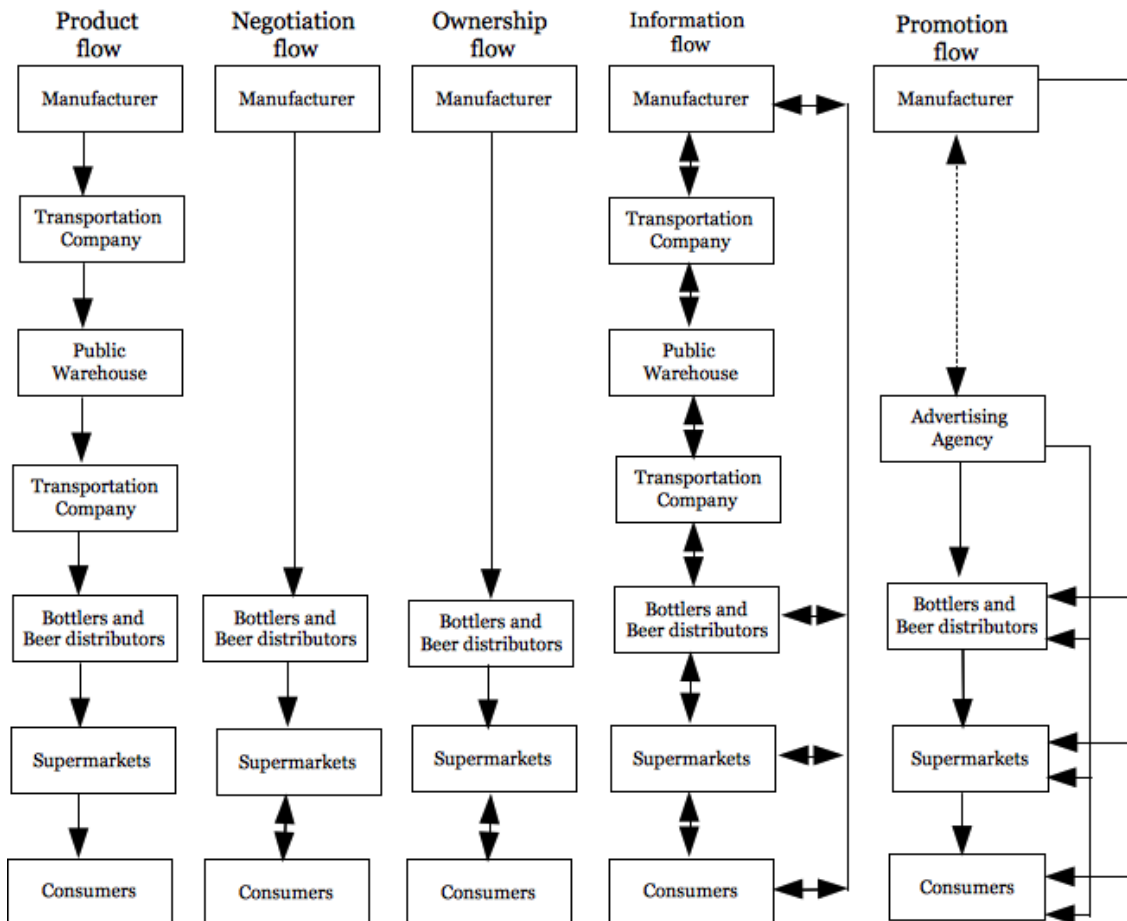 Product
flow
Manufacturer
Transportation
Company
Public
Warehouse
Transportation
Company
Bottlers and
Beer distributors
Supermarkets
Consumers
Negotiation
flow
Manufacturer
Bottlers and
Beer distributors
Supermarkets
Consumers
Ownership
flow
Manufacturer
Bottlers and
Beer distributors
Supermarkets
Consumers
Information
flow
Manufacturer
Transportation
Company
Public
Warehouse
Transportation
Company
Bottlers and
Beer distributors
Supermarkets
Consumers
Promotion
flow
Manufacturer
Advertising
Agency
Bottlers and
Beer distributors
Supermarkets
Consumers